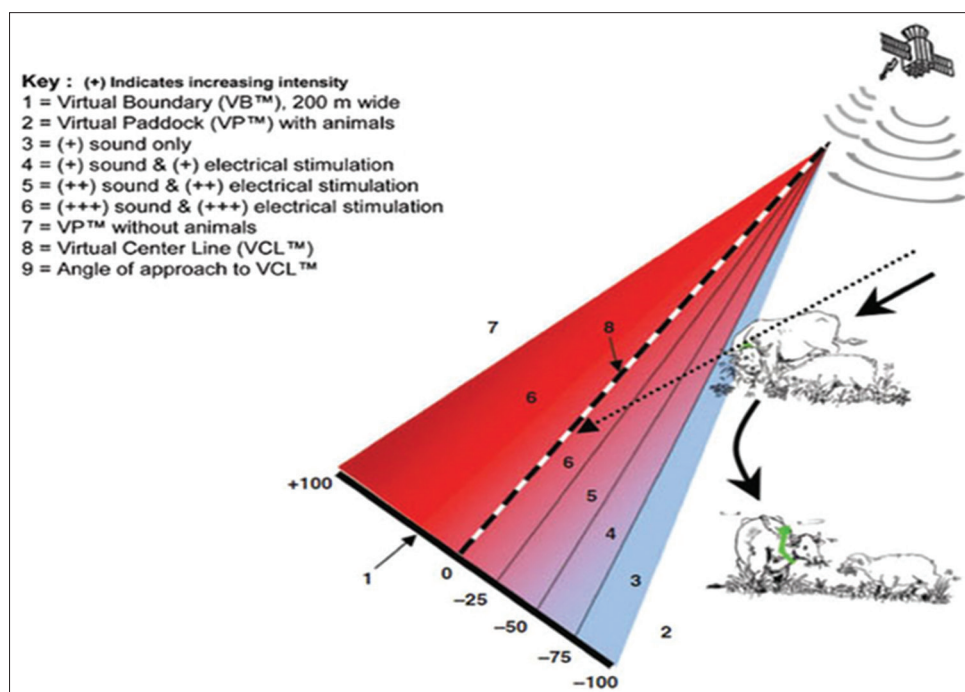 Key : (+) Indicates increasing intensity
1 = Virtual Boundary (VB™), 200 m wide
2 = Virtual Paddock (VP™) with animals
3 = (+) sound only
4 = (+) sound & (+) electrical stimulation
5 = (++) sound & (++) electrical stimulation
6 = (+++) sound & (+++) electrical stimulation
7 = VP™ without animals
8 = Virtual Center Line (VCL™)
9 = Angle of approach to VCL™
7
8
6
6
+100
5
4
1
0
3
−25
−50
2
−75
−100